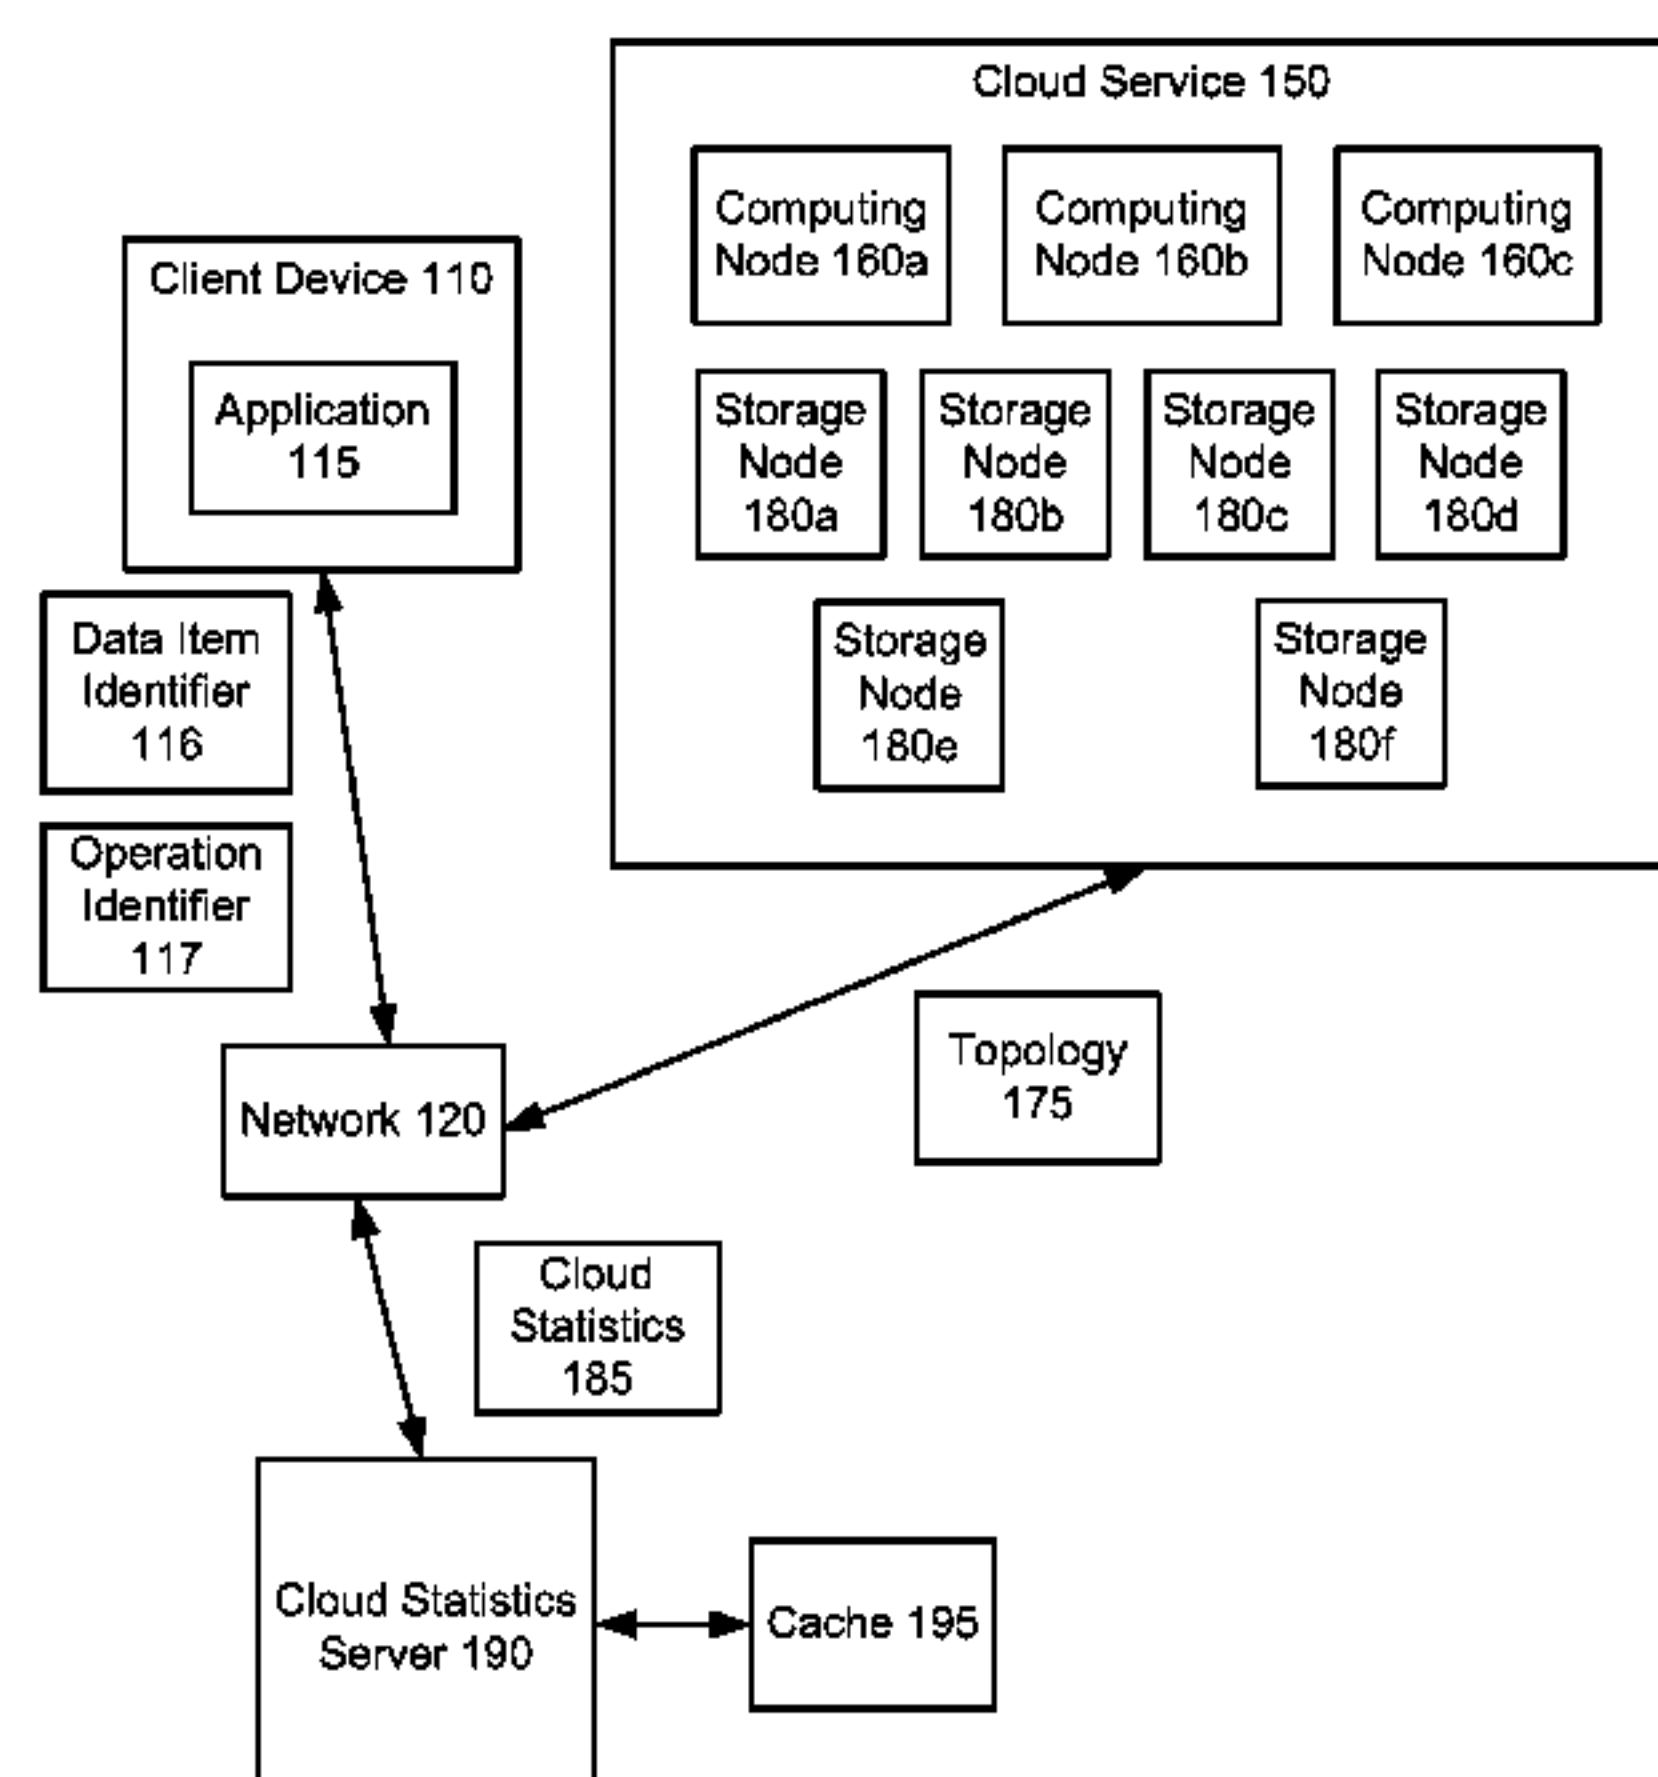 Cloud Service 150
Computing
Node 160a
Computing
Node 160b
Computing
Node 160c
Client Device 110
Application
115
Storage
Node
180a
Storage
Node
180b
Storage
Node
180c
Storage
Node
180d
Storage
Node
180e
Storage
Node
180f
Data Item
Identifier
116
Operation
Identifier
117
Topology
175
Network 120
Cloud
Statistics
185
Cloud Statistics
Server 190
Cache 195